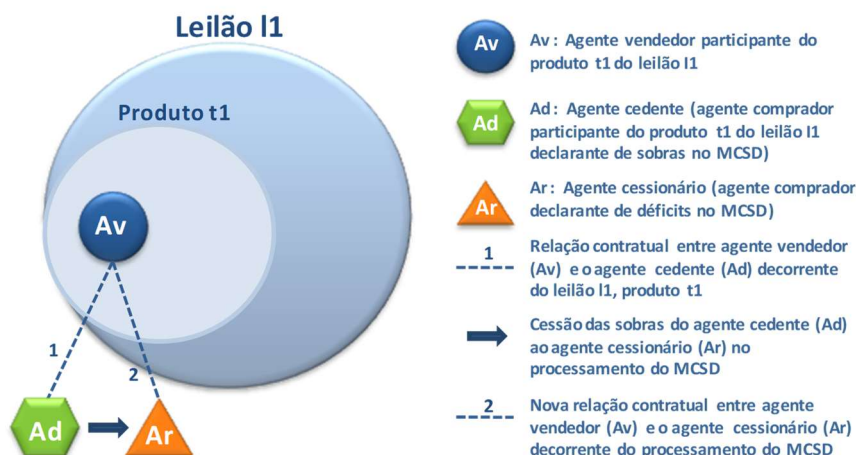 Leilão l1
Produto t1
Av
1
2
Ad
Ar
Av
Av : Agente vendedor participante do
produto t1 do leilão l1
Ad
Ad : Agente cedente (agente comprador
participante do produto t1 do leilão l1
declarante de sobras no MCSD)
Ar
Ar : Agente cessionário (agente comprador
declarante de déficits no MCSD)
1
Relação contratual entre agente vendedor
(Av) e o agente cedente (Ad) decorrente
do leilão l1, produto t1
Cessão das sobras do agente cedente (Ad)
ao agente cessionário (Ar) no
processamento do MCSD
2
Nova relação contratual entre agente
vendedor (Av) e o agente cessionário (Ar)
decorrente do processamento do MCSD